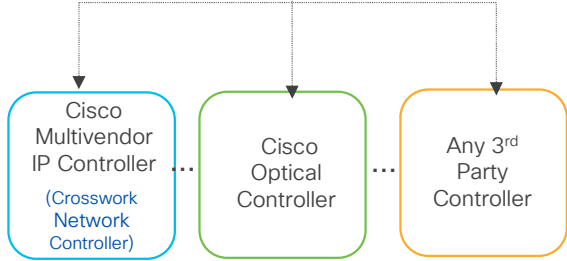 Cisco
Multivendor
IP Controller
(Crosswork
Network
Controller)
...
Cisco
Optical
Controller
...
Any 3rd
Party
Controller